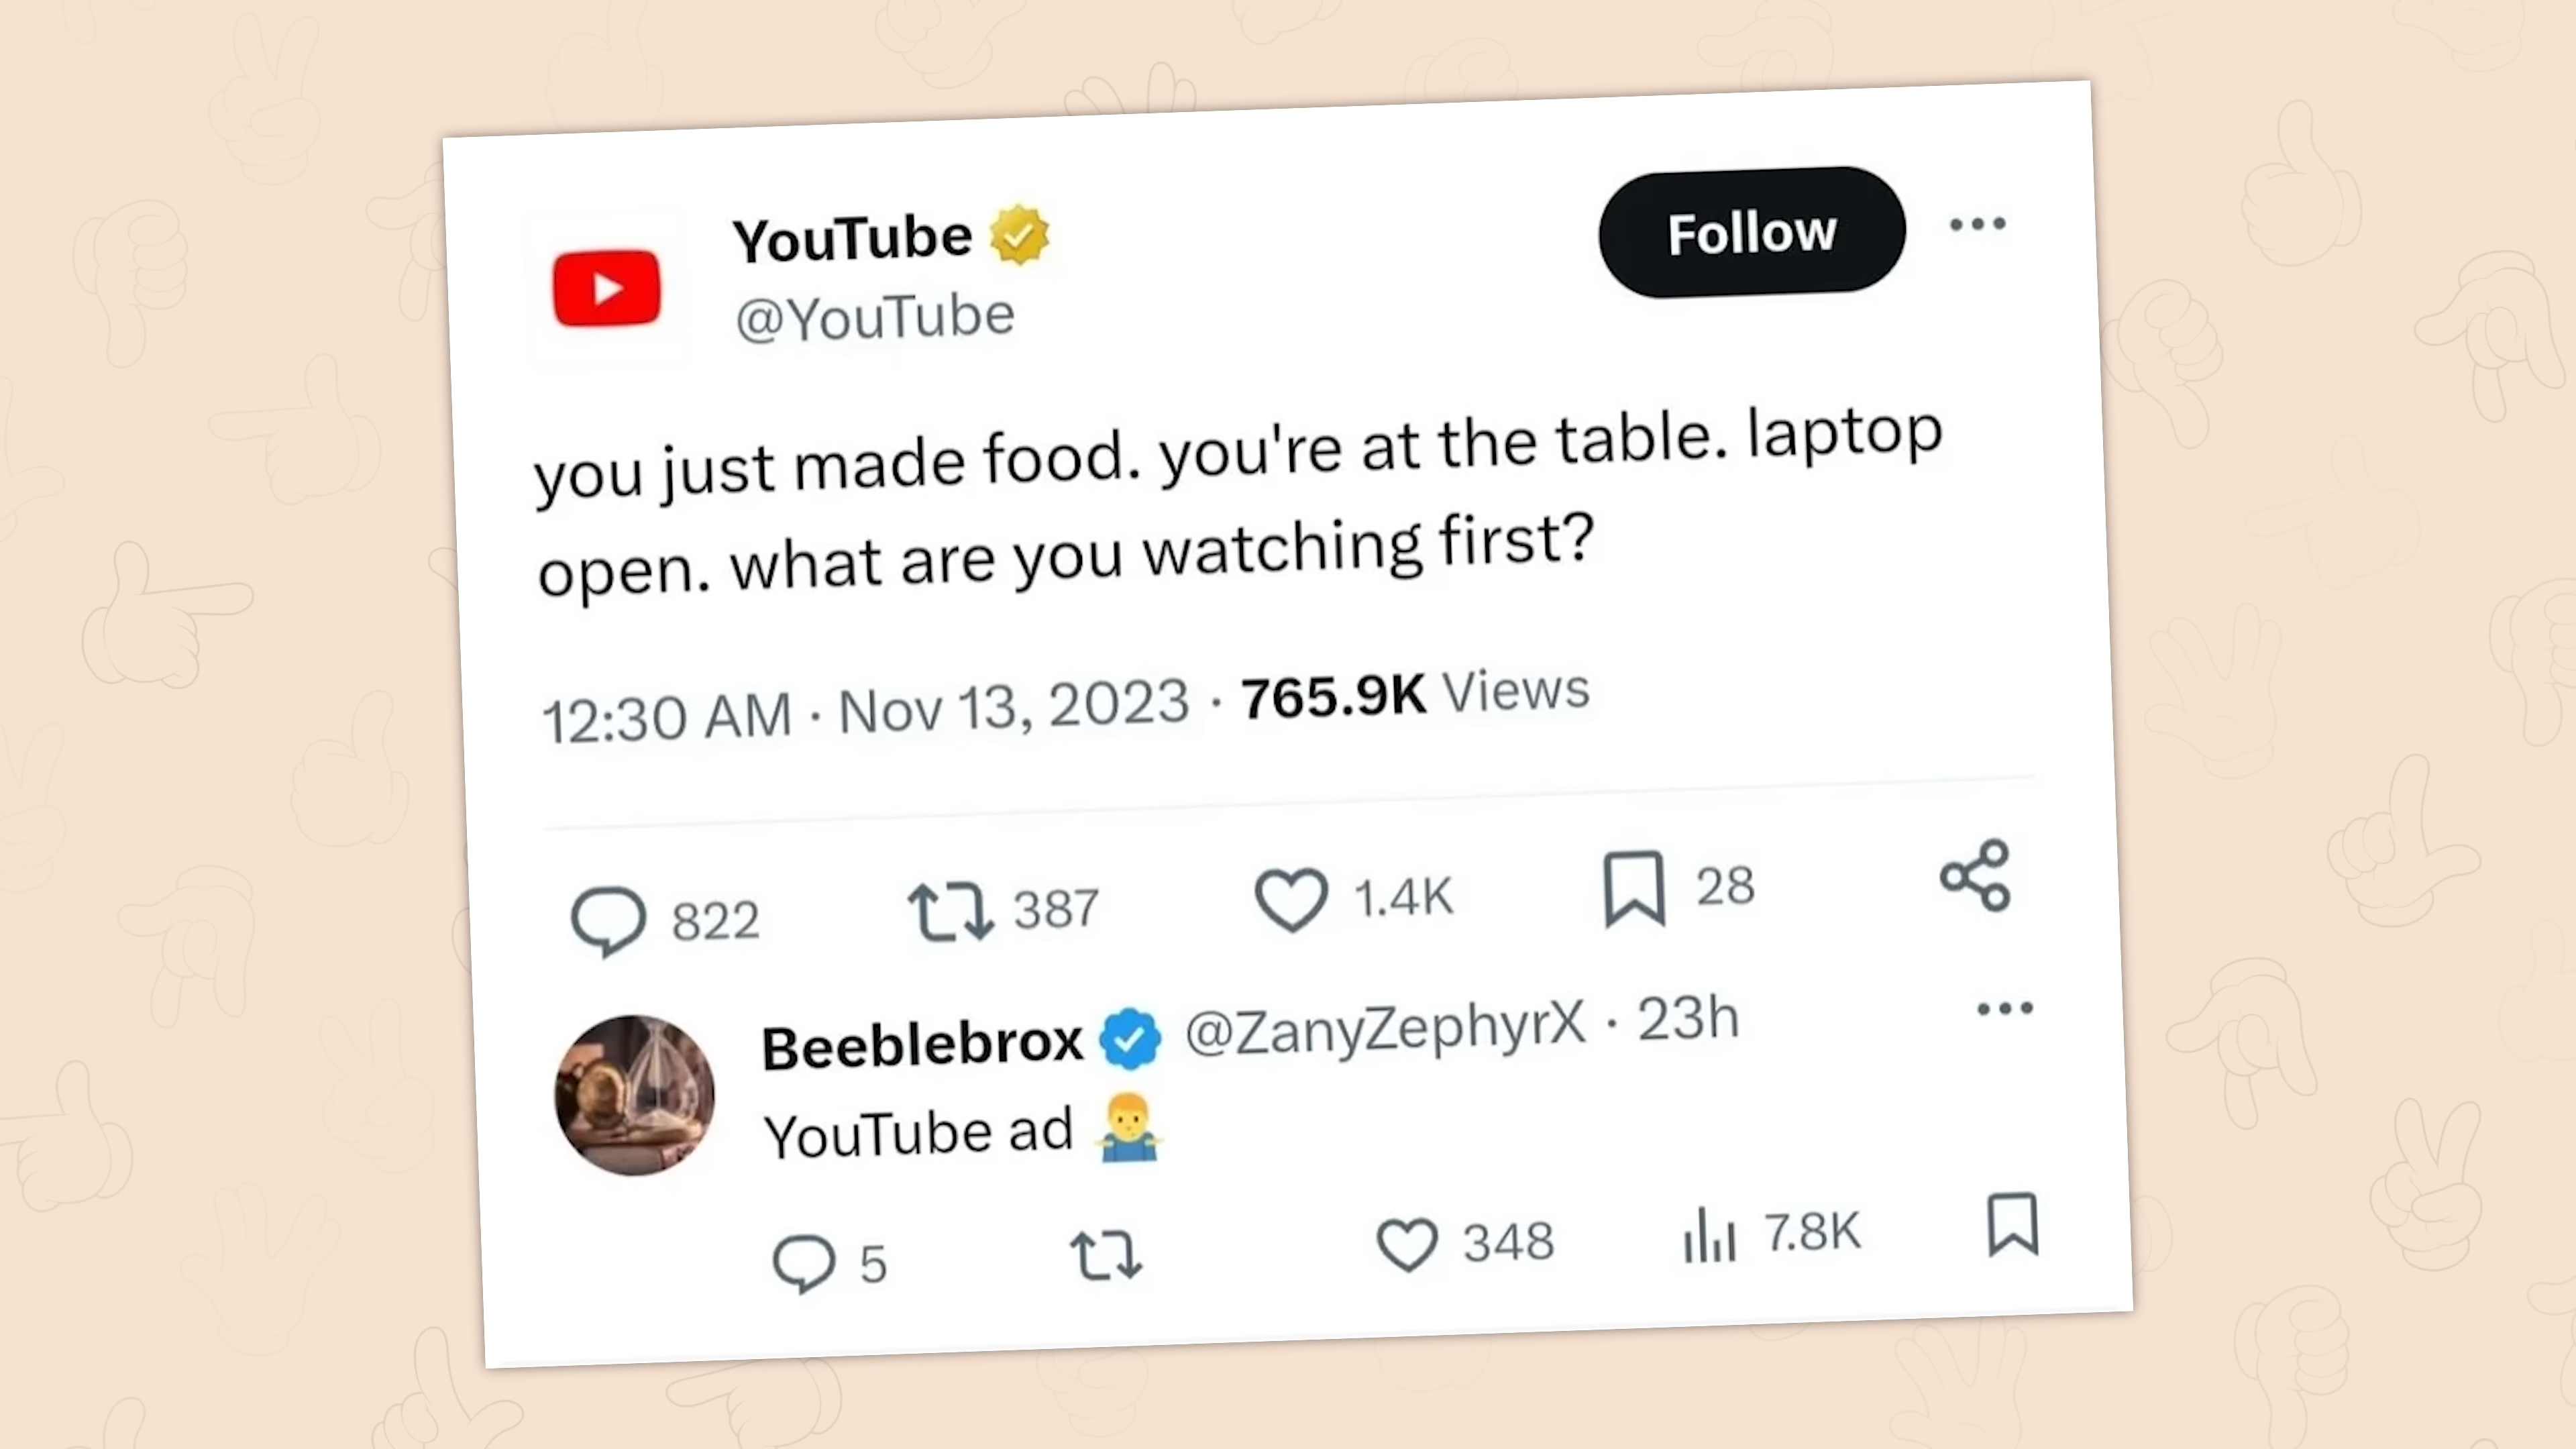 YouTube
@YouTube
Follow
you just made food. you're at the table. laptop
open. what are you watching first?
12:30 AM · Nov 13, 2023 · 765.9K Views
822 387 1.4K 28
Beeblebrox @ZanyZephyrX · 23h
YouTube ad 🤷‍♂️
5 348 7.8K